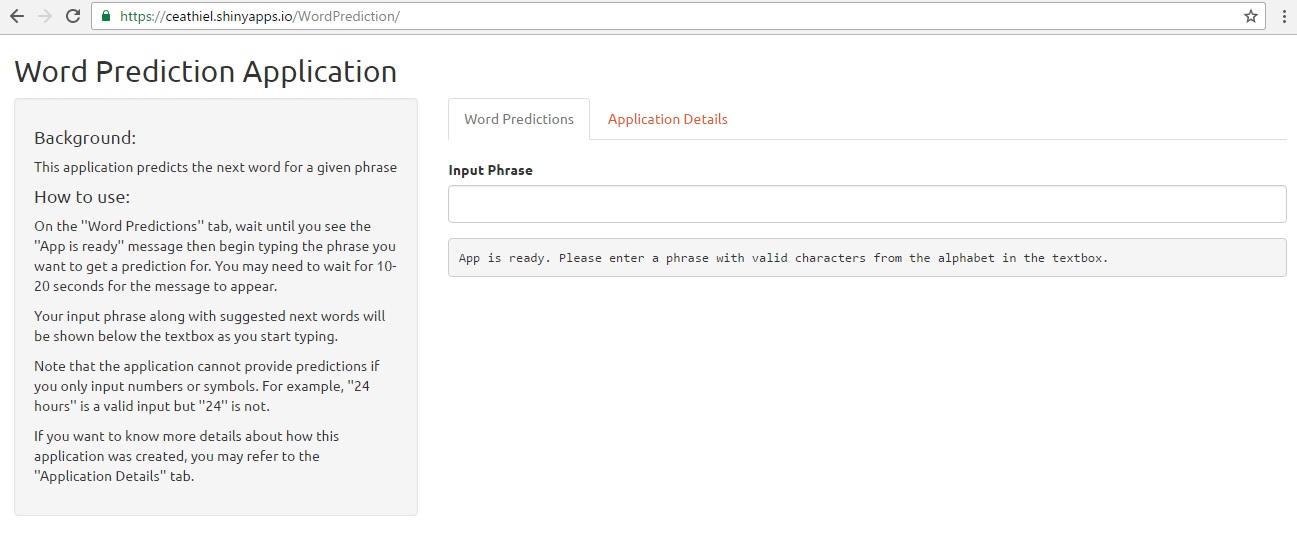 https://ceathiel.shinyapps.io/WordPrediction/
Word Prediction Application
Background:
This application predicts the next word for a given phrase
How to use:
On the "Word Predictions" tab, wait until you see the
"App is ready" message then begin typing the phrase you
want to get a prediction for. You may need to wait for 10-
20 seconds for the message to appear.
Your input phrase along with suggested next words will
be shown below the textbox as you start typing.
Note that the application cannot provide predictions if
you only input numbers or symbols. For example, "24
hours" is a valid input but "24" is not.
If you want to know more details about how this
application was created, you may refer to the
"Application Details" tab.
Word Predictions Application Details
Input Phrase
App is ready. Please enter a phrase with valid characters from the alphabet in the textbox.